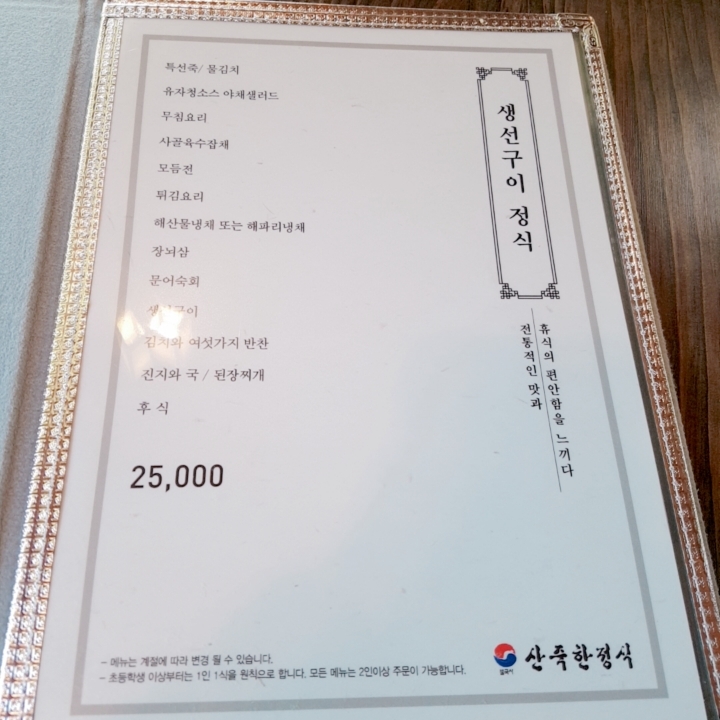 특선죽/ 물김치
유자청소스 야채샐러드
무침요리
사골육수잡채
모듬전
튀김요리
해산물냉채 또는 해파리냉채
장뇌삼
문어숙회
생선구이
김치와 여섯가지 반찬
진지와 국 / 된장찌개
후 식
25,000
생선구이 정식
전통적인 맛과
휴식의 편안함을 느끼다
- 메뉴는 계절에 따라 변경 될 수 있습니다.
- 초등학생 이상부터는 1인 1식을 원칙으로 합니다. 모든 메뉴는 2인이상 주문이 가능합니다.
산죽한정식